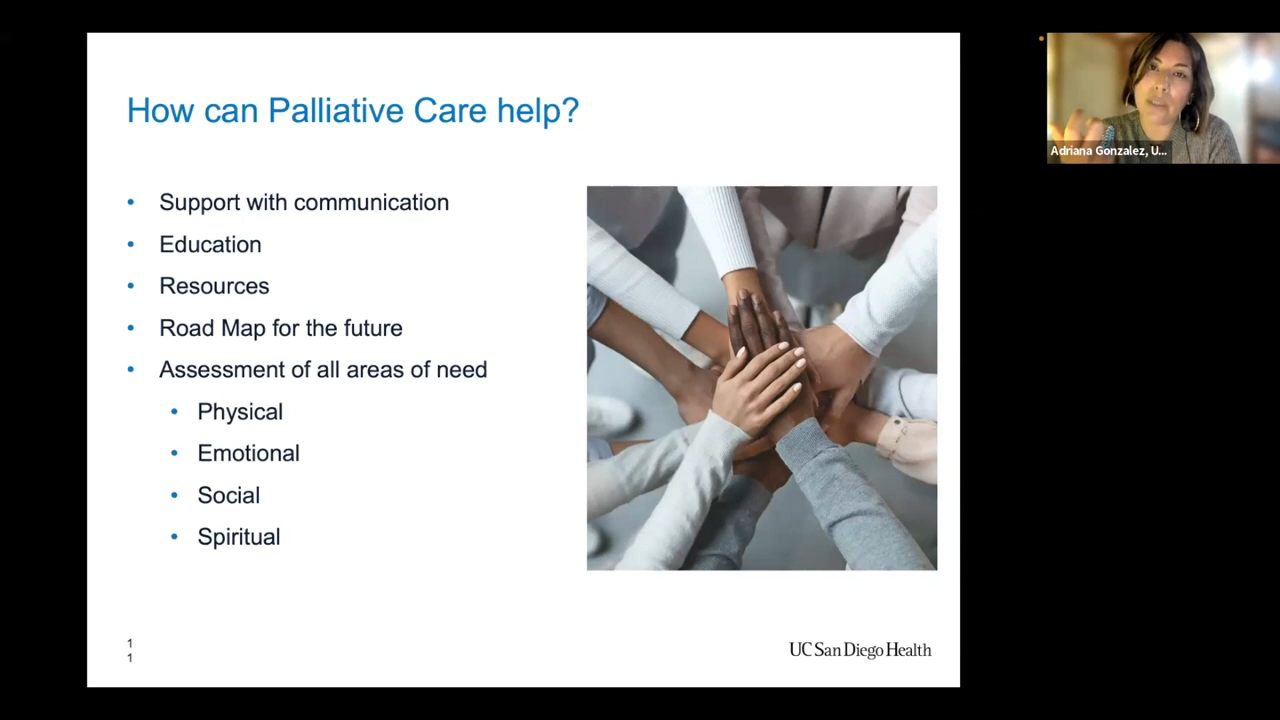 How can Palliative Care help?
• Support with communication
• Education
• Resources
• Road Map for the future
• Assessment of all areas of need
• Physical
• Emotional
• Social
• Spiritual
1
1
UC San Diego Health
Adriana Gonzalez, U...